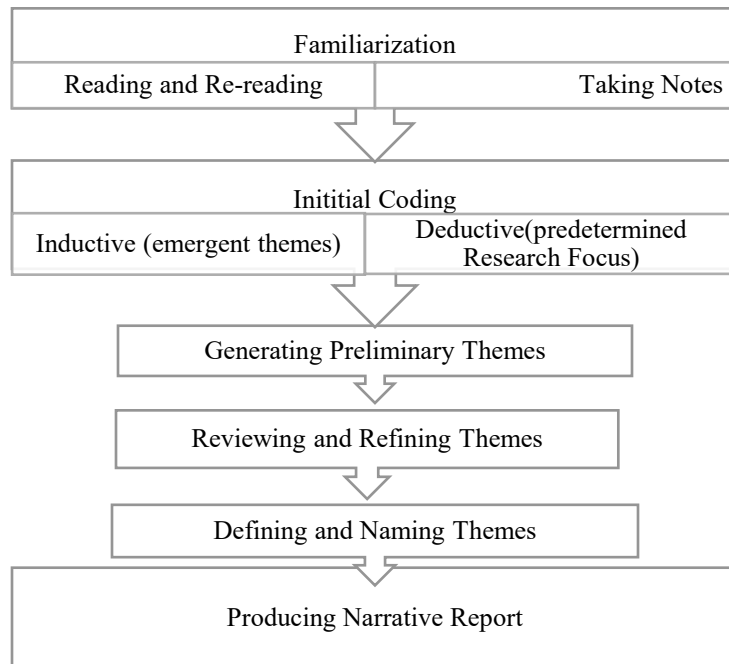 Familiarization
Reading and Re-reading
Taking Notes
Inititial Coding
Inductive (emergent themes)
Deductive(predetermined
Research Focus)
Generating Preliminary Themes
Reviewing and Refining Themes
Defining and Naming Themes
Producing Narrative Report